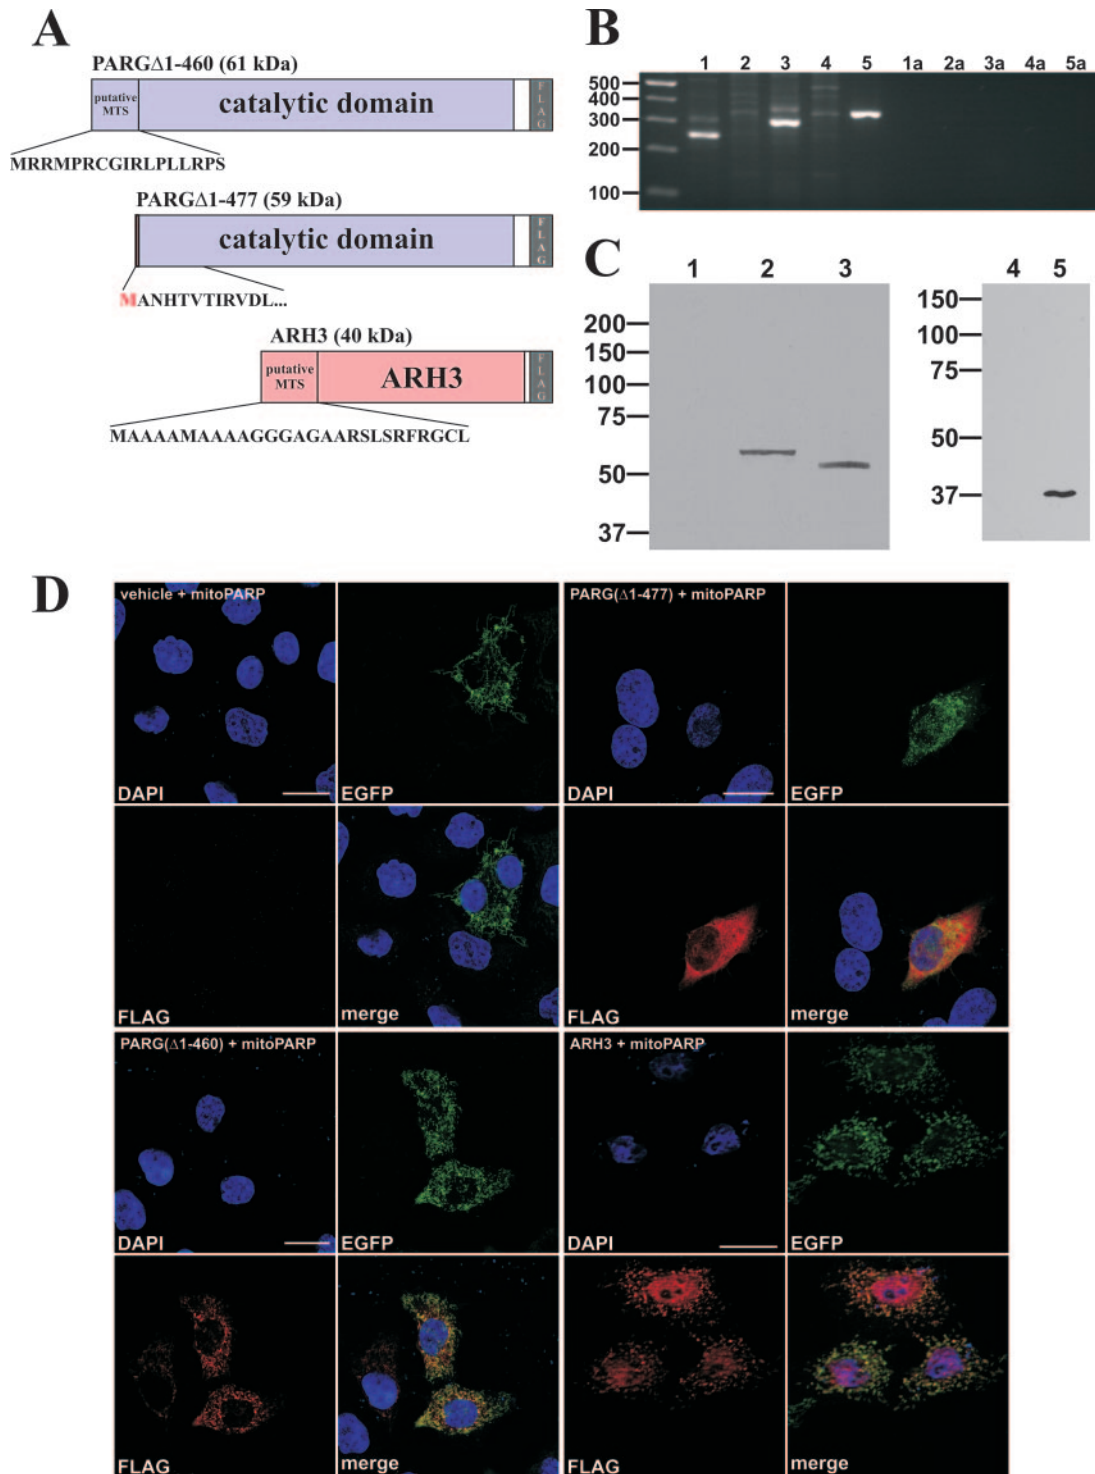 A
PARGΔ1-460 (61 kDa)
putative MTS
catalytic domain
FLAG
MRRMPRCGIRLPLLRPS
PARGΔ1-477 (59 kDa)
catalytic domain
FLAG
MANHTVTIRVDL...
ARH3 (40 kDa)
putative MTS
ARH3
FLAG
MAAAAMAAAAGGGAGAARSLSRFRGCL
B
1 2 3 4 5 1a 2a 3a 4a 5a
500
400
300
200
100
C
1 2 3
200
150
100
75
50
37
4 5
150
100
75
50
37
D
vehicle + mitoPARP
DAPI
EGFP
FLAG
merge
PARG(Δ1-477) + mitoPARP
DAPI
EGFP
FLAG
merge
PARG(Δ1-460) + mitoPARP
DAPI
EGFP
FLAG
merge
ARH3 + mitoPARP
DAPI
EGFP
FLAG
merge